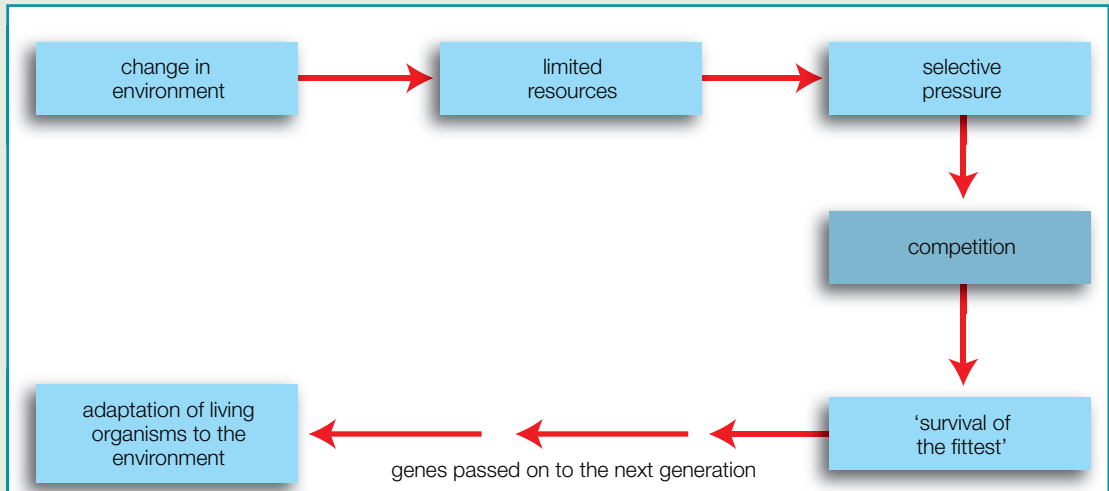 change in
environment
limited
resources
selective
pressure
competition
‘survival of
the fittest’
genes passed on to the next generation
adaptation of living
organisms to the
environment